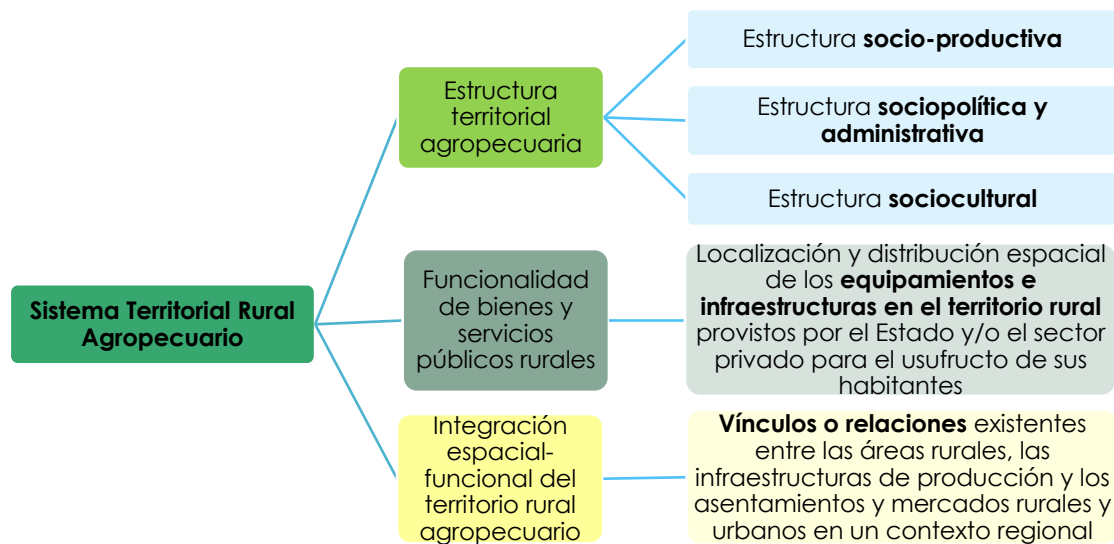 Sistema Territorial Rural
Agropecuario
Estructura
territorial
agropecuaria
Estructura socio-productiva
Estructura sociopolítica y
administrativa
Estructura sociocultural
Funcionalidad
de bienes y
servicios
públicos rurales
Localización y distribución espacial
de los equipamientos e
infraestructuras en el territorio rural
provistos por el Estado y/o el sector
privado para el usufructo de sus
habitantes
Integración
espacial-
funcional del
territorio rural
agropecuario
Vínculos o relaciones existentes
entre las áreas rurales, las
infraestructuras de producción y los
asentamientos y mercados rurales y
urbanos en un contexto regional